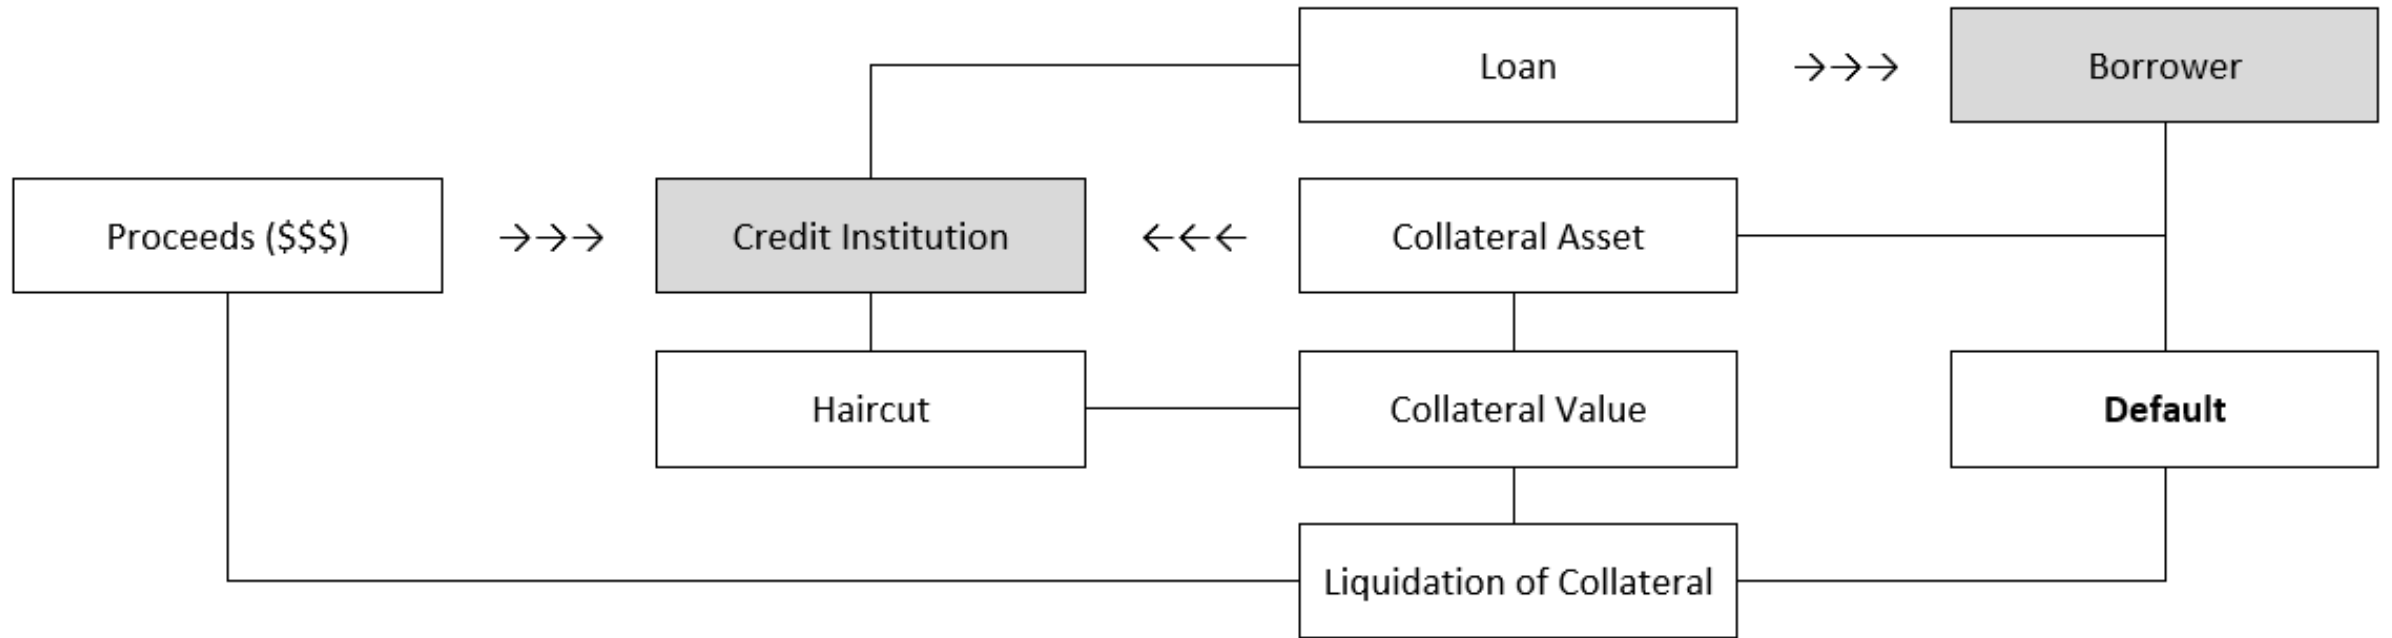 Loan →→→ Borrower
Proceeds ($$$) →→→ Credit Institution ←←← Collateral Asset
Haircut Collateral Value Default
Liquidation of Collateral